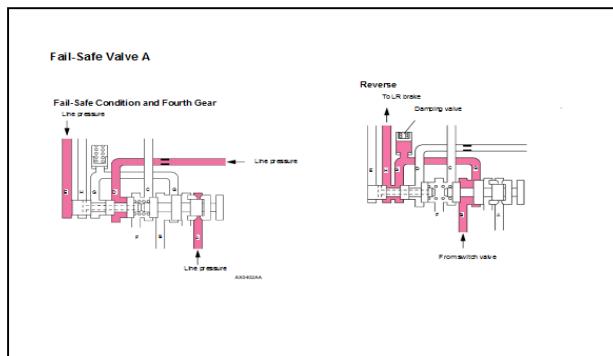 Fail-Safe Valve A
Fail-Safe Condition and Fourth Gear
Line pressure
Line pressure
Line pressure
AX0402AA
Reverse
To LR brake
Damping valve
From switch valve